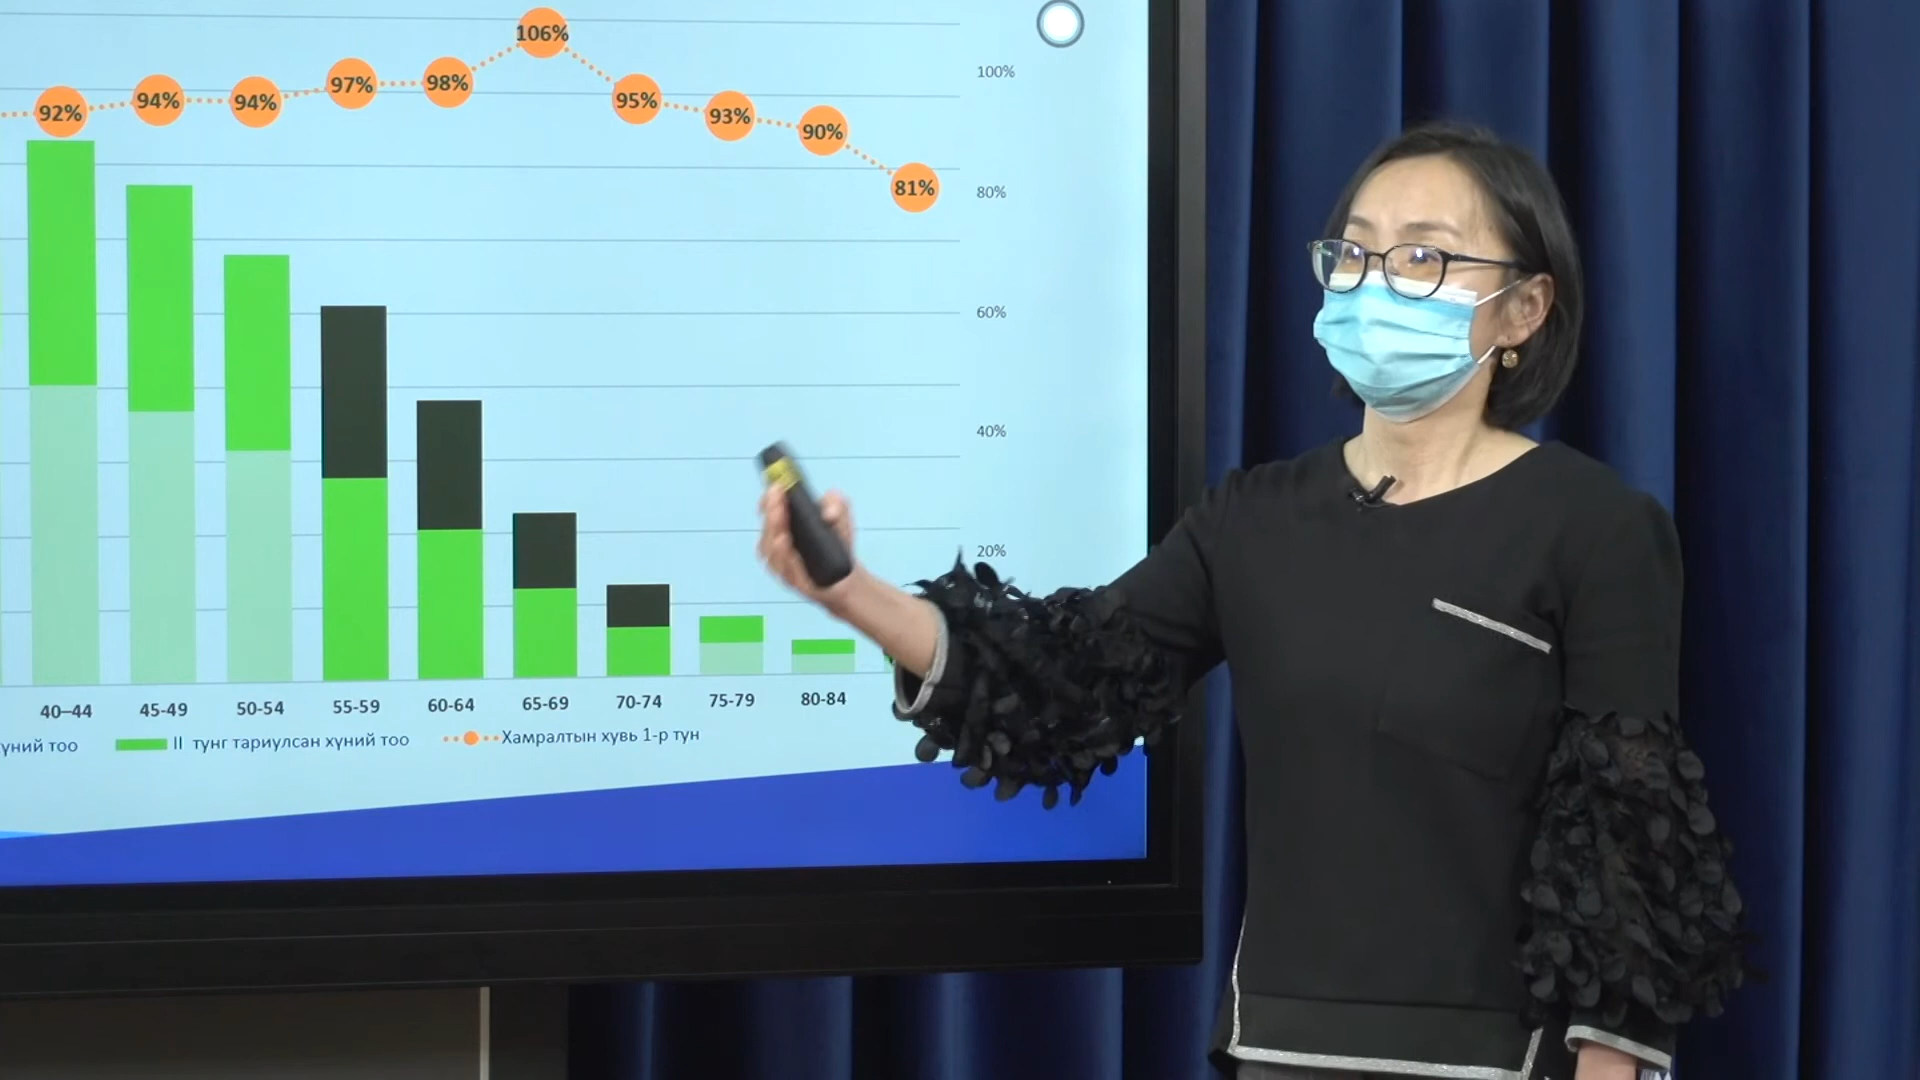 106%
92% 94% 94% 97% 98% 95% 93% 90% 81%
100%
80%
60%
40%
20%
40–44 45-49 50-54 55-59 60-64 65-69 70-74 75-79 80-84
тоо II тунг тариулсан хүний тоо Хамралтын хувь 1-р тун